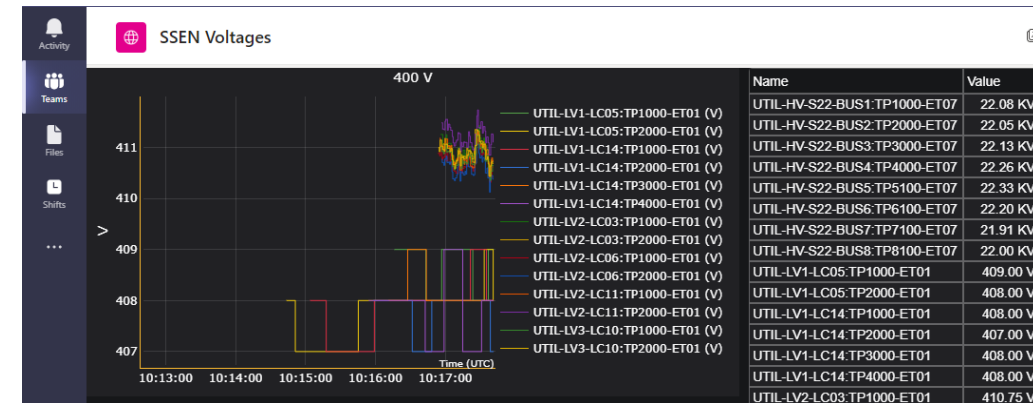 Activity
Teams
Files
Shifts
SSEN Voltages
400 V
V
411
410
409
408
407
10:13:00 10:14:00 10:15:00 10:16:00 10:17:00
Time (UTC)
UTIL-LV1-LC05:TP1000-ET01 (V)
UTIL-LV1-LC05:TP2000-ET01 (V)
UTIL-LV1-LC14:TP1000-ET01 (V)
UTIL-LV1-LC14:TP2000-ET01 (V)
UTIL-LV1-LC14:TP3000-ET01 (V)
UTIL-LV1-LC14:TP4000-ET01 (V)
UTIL-LV2-LC03:TP1000-ET01 (V)
UTIL-LV2-LC03:TP2000-ET01 (V)
UTIL-LV2-LC06:TP1000-ET01 (V)
UTIL-LV2-LC06:TP2000-ET01 (V)
UTIL-LV2-LC11:TP1000-ET01 (V)
UTIL-LV2-LC11:TP2000-ET01 (V)
UTIL-LV3-LC10:TP1000-ET01 (V)
UTIL-LV3-LC10:TP2000-ET01 (V)
Name Value
UTIL-HV-S22-BUS1:TP1000-ET07 22.08 KV
UTIL-HV-S22-BUS2:TP2000-ET07 22.05 KV
UTIL-HV-S22-BUS3:TP3000-ET07 22.13 KV
UTIL-HV-S22-BUS4:TP4000-ET07 22.26 KV
UTIL-HV-S22-BUS5:TP5100-ET07 22.33 KV
UTIL-HV-S22-BUS6:TP6100-ET07 22.20 KV
UTIL-HV-S22-BUS7:TP7100-ET07 21.91 KV
UTIL-HV-S22-BUS8:TP8100-ET07 22.00 KV
UTIL-LV1-LC05:TP1000-ET01 409.00 V
UTIL-LV1-LC05:TP2000-ET01 408.00 V
UTIL-LV1-LC14:TP1000-ET01 408.00 V
UTIL-LV1-LC14:TP2000-ET01 407.00 V
UTIL-LV1-LC14:TP3000-ET01 408.00 V
UTIL-LV1-LC14:TP4000-ET01 408.00 V
UTIL-LV2-LC03:TP1000-ET01 410.75 V